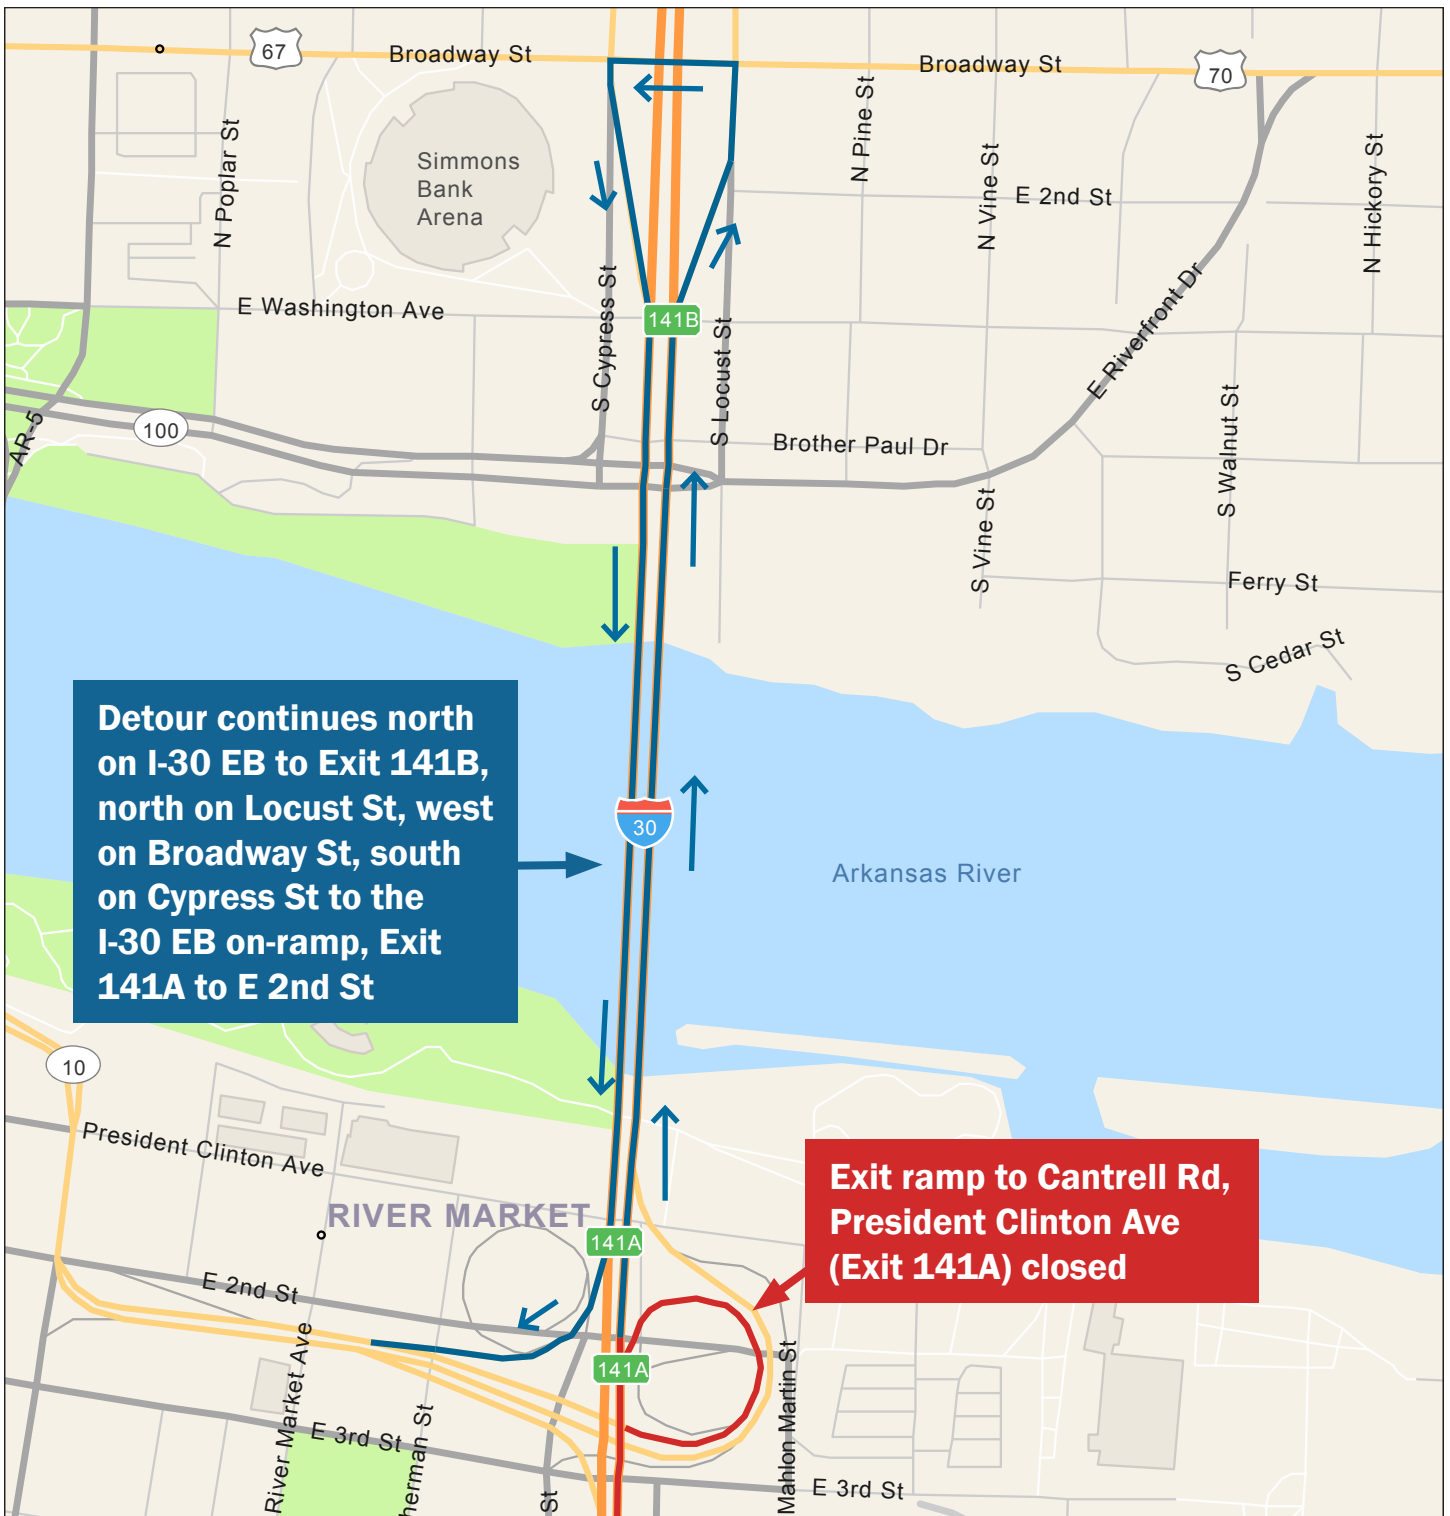 67
Broadway St
Broadway St
70
Simmons
Bank
Arena
N Poplar St
N Pine St
N Vine St
E 2nd St
N Hickory St
E Washington Ave
S Cypress St
141B
S Locust St
E Riverfront Dr
AR-5
100
Brother Paul Dr
S Walnut St
S Vine St
Ferry St
S Cedar St
Detour continues north
on I-30 EB to Exit 141B,
north on Locust St, west
on Broadway St, south
on Cypress St to the
I-30 EB on-ramp, Exit
141A to E 2nd St
30
Arkansas River
10
President Clinton Ave
RIVER MARKET
141A
Exit ramp to Cantrell Rd,
President Clinton Ave
(Exit 141A) closed
E 2nd St
141A
River Market Ave
E 3rd St
herman St
St
Mahlon Martin St
E 3rd St